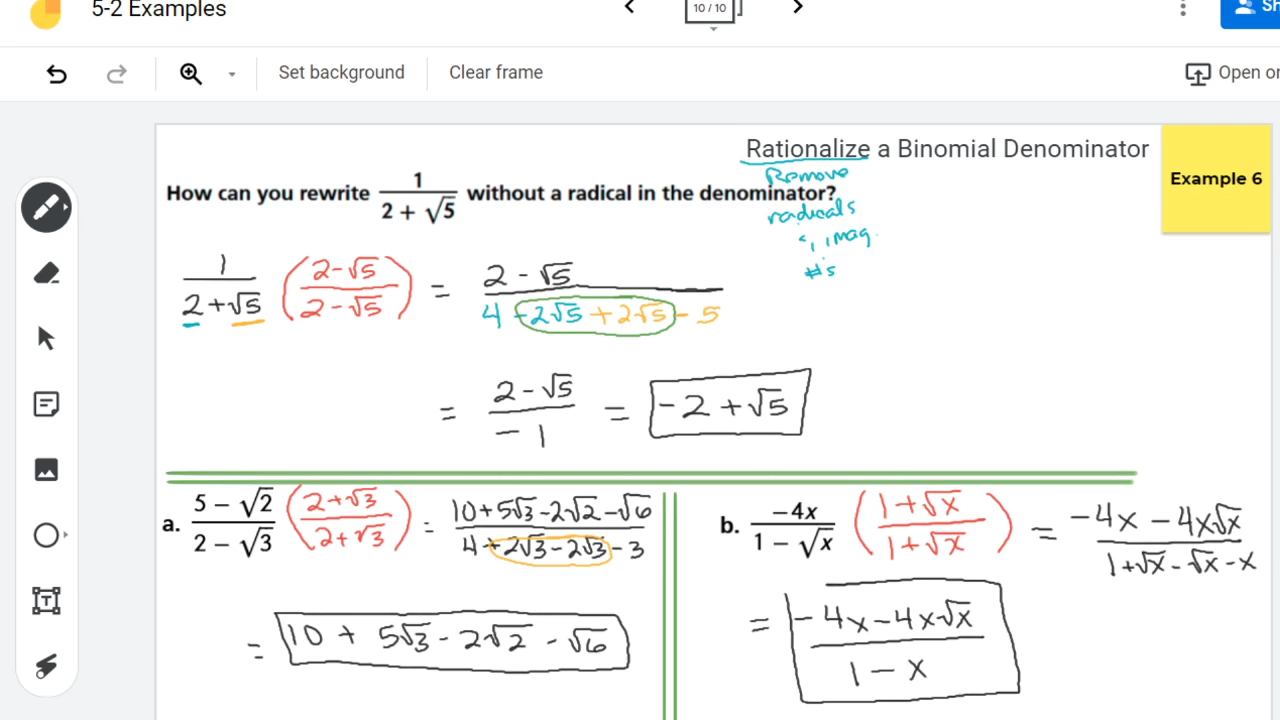 5-2 Examples
10 / 10
Set background
Clear frame
Rationalize a Binomial Denominator
Example 6
Remove
radicals
imag.
#'s
How can you rewrite 1/(2 + √5) without a radical in the denominator?
1/(2 + √5) ((2 - √5)/(2 - √5)) = (2 - √5)/(4 - 2√5 + 2√5 - 5)
= (2 - √5)/(-1) = -2 + √5
a. (5 - √2)/(2 - √3) ((2 + √3)/(2 + √3)) = (10 + 5√3 - 2√2 - √6)/(4 + 2√3 - 2√3 - 3)
= 10 + 5√3 - 2√2 - √6
b. (-4x)/(1 - √x) ((1 + √x)/(1 + √x)) = (-4x - 4x√x)/(1 + √x - √x - x)
= (-4x - 4x√x)/(1 - x)